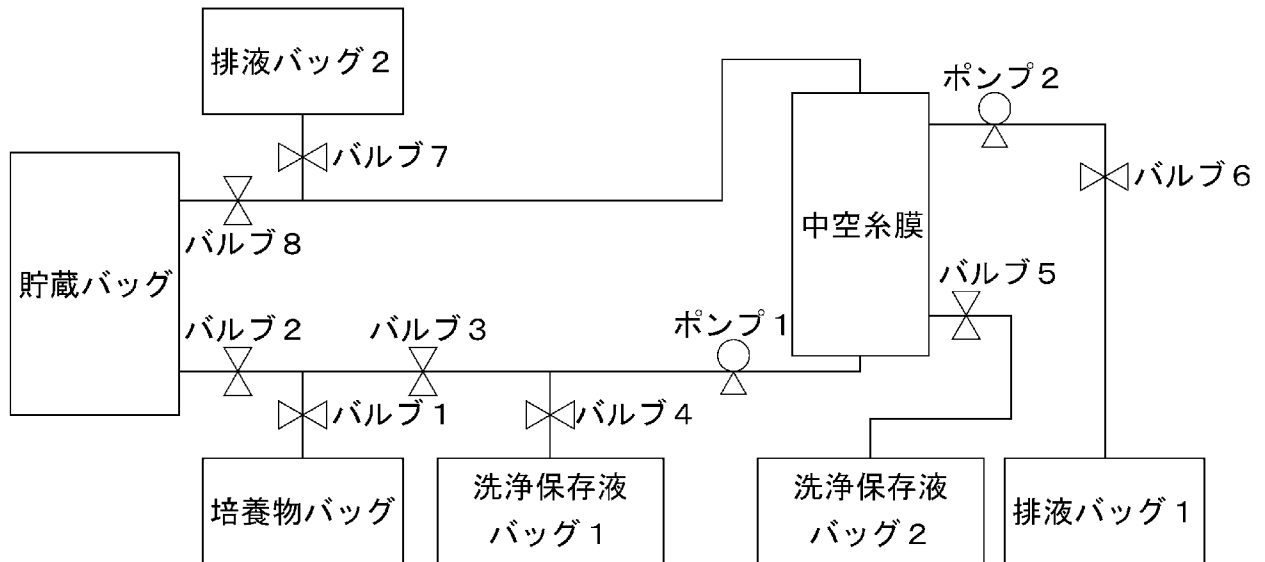 排液バッグ２
ポンプ２
バルブ７
バルブ６
中空糸膜
バルブ８
貯蔵バッグ
バルブ５
バルブ２
バルブ３
ポンプ１
バルブ１
バルブ４
培養物バッグ
洗浄保存液
バッグ１
洗浄保存液
バッグ２
排液バッグ１